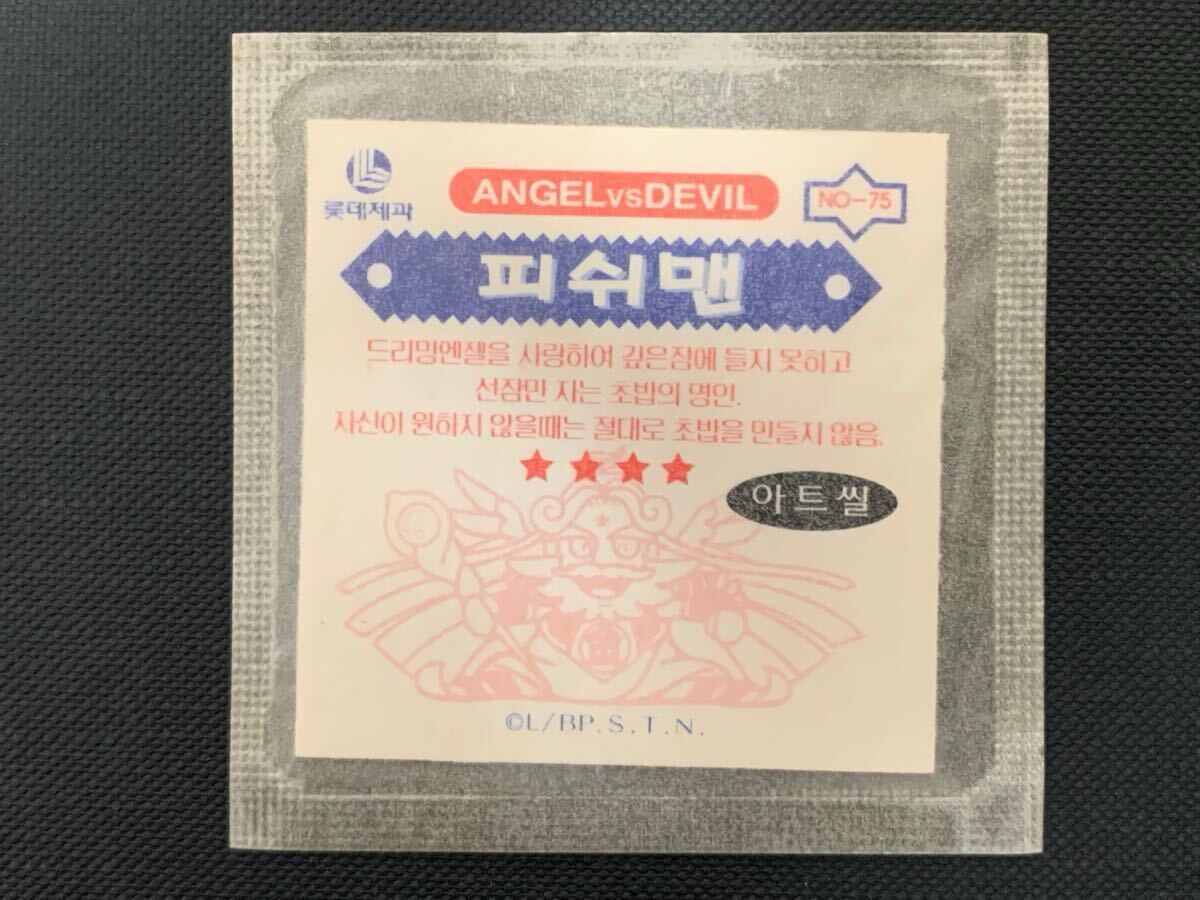 롯데제과
ANGEL vs DEVIL
NO-75
피쉬맨
드리밍엔젤을 사랑하여 깊은잠에 들지 못하고
선잠만 자는 초밥의 명인.
자신이 원하지 않을때는 절대로 초밥을 만들지 않음.
아트씰
©L/BP.S.T.N.